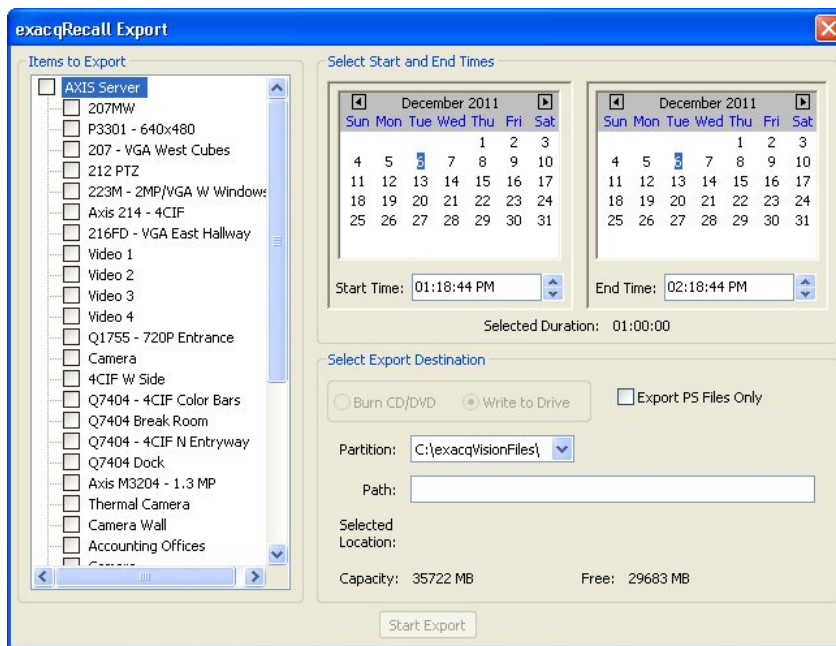 exacqRecall Export
Items to Export
AXIS Server
207MW
P3301 - 640x480
207 - VGA West Cubes
212 PTZ
223M - 2MP/VGA W Windows
Axis 214 - 4CIF
216FD - VGA East Hallway
Video 1
Video 2
Video 3
Video 4
Q1755 - 720P Entrance
Camera
4CIF W Side
Q7404 - 4CIF Color Bars
Q7404 Break Room
Q7404 - 4CIF N Entryway
Q7404 Dock
Axis M3204 - 1.3 MP
Thermal Camera
Camera Wall
Accounting Offices
Select Start and End Times
December 2011
Sun Mon Tue Wed Thu Fri Sat
1 2 3
4 5 6 7 8 9 10
11 12 13 14 15 16 17
18 19 20 21 22 23 24
25 26 27 28 29 30 31
Start Time: 01:18:44 PM
December 2011
Sun Mon Tue Wed Thu Fri Sat
1 2 3
4 5 6 7 8 9 10
11 12 13 14 15 16 17
18 19 20 21 22 23 24
25 26 27 28 29 30 31
End Time: 02:18:44 PM
Selected Duration: 01:00:00
Select Export Destination
Burn CD/DVD Write to Drive
Export PS Files Only
Partition: C:\exacqVisionFiles\
Path:
Selected
Location:
Capacity: 35722 MB Free: 29683 MB
Start Export